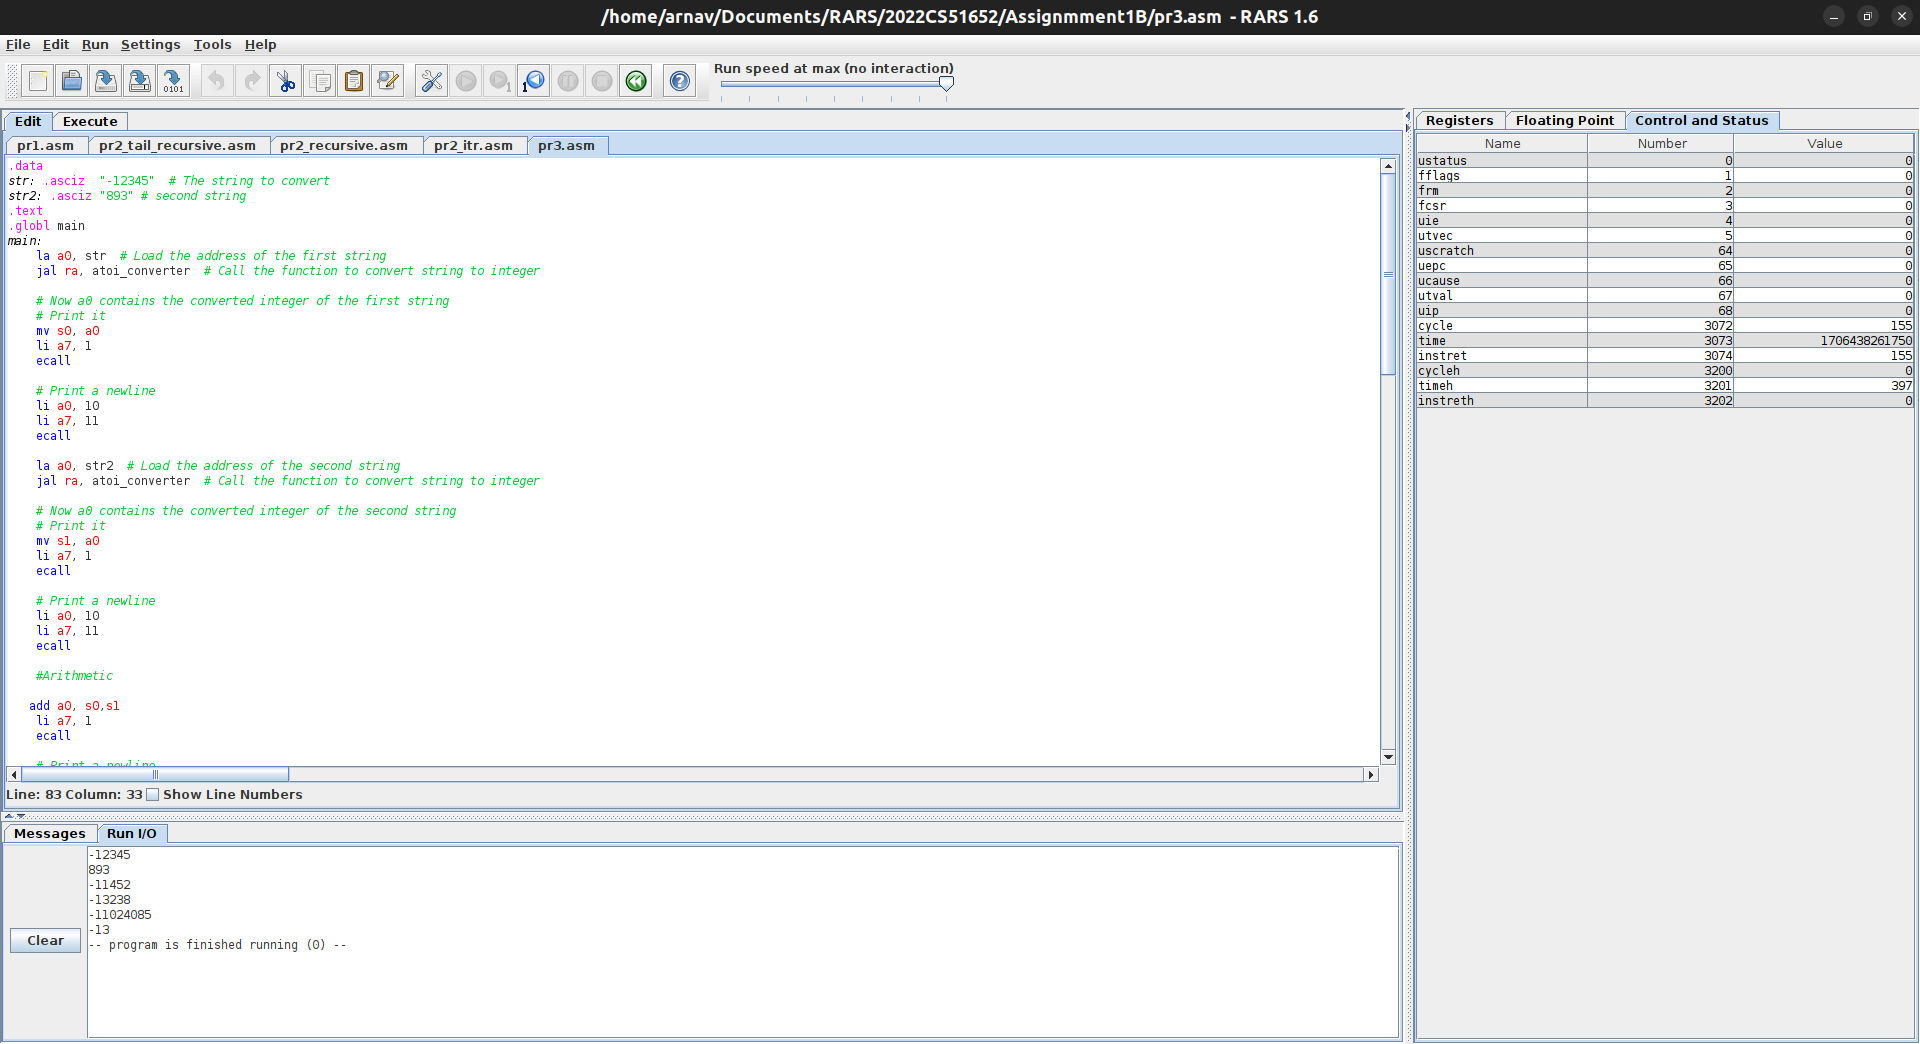 /home/arnav/Documents/RARS/2022CS51652/Assignmment1B/pr3.asm - RARS 1.6
File Edit Run Settings Tools Help
Run speed at max (no interaction)
Edit Execute
pr1.asm pr2_tail_recursive.asm pr2_recursive.asm pr2_itr.asm pr3.asm
.data
str: .asciz "-12345" # The string to convert
str2: .asciz "893" # second string
.text
.globl main
main:
la a0, str # Load the address of the first string
jal ra, atoi_converter # Call the function to convert string to integer
# Now a0 contains the converted integer of the first string
# Print it
mv s0, a0
li a7, 1
ecall
# Print a newline
li a0, 10
li a7, 11
ecall
la a0, str2 # Load the address of the second string
jal ra, atoi_converter # Call the function to convert string to integer
# Now a0 contains the converted integer of the second string
# Print it
mv s1, a0
li a7, 1
ecall
# Print a newline
li a0, 10
li a7, 11
ecall
#Arithmetic
add a0, s0,s1
li a7, 1
ecall
# Print a newline
Line: 83 Column: 33 Show Line Numbers
Messages Run I/O
Clear
-12345
893
-11452
-13238
-11024085
-13
-- program is finished running (0) --
Registers Floating Point Control and Status
Name Number Value
ustatus 0 0
fflags 1 0
frm 2 0
fcsr 3 0
uie 4 0
utvec 5 0
uscratch 64 0
uepc 65 0
ucause 66 0
utval 67 0
uip 68 0
cycle 3072 155
time 3073 1706438261750
instret 3074 155
cycleh 3200 0
timeh 3201 397
instreth 3202 0